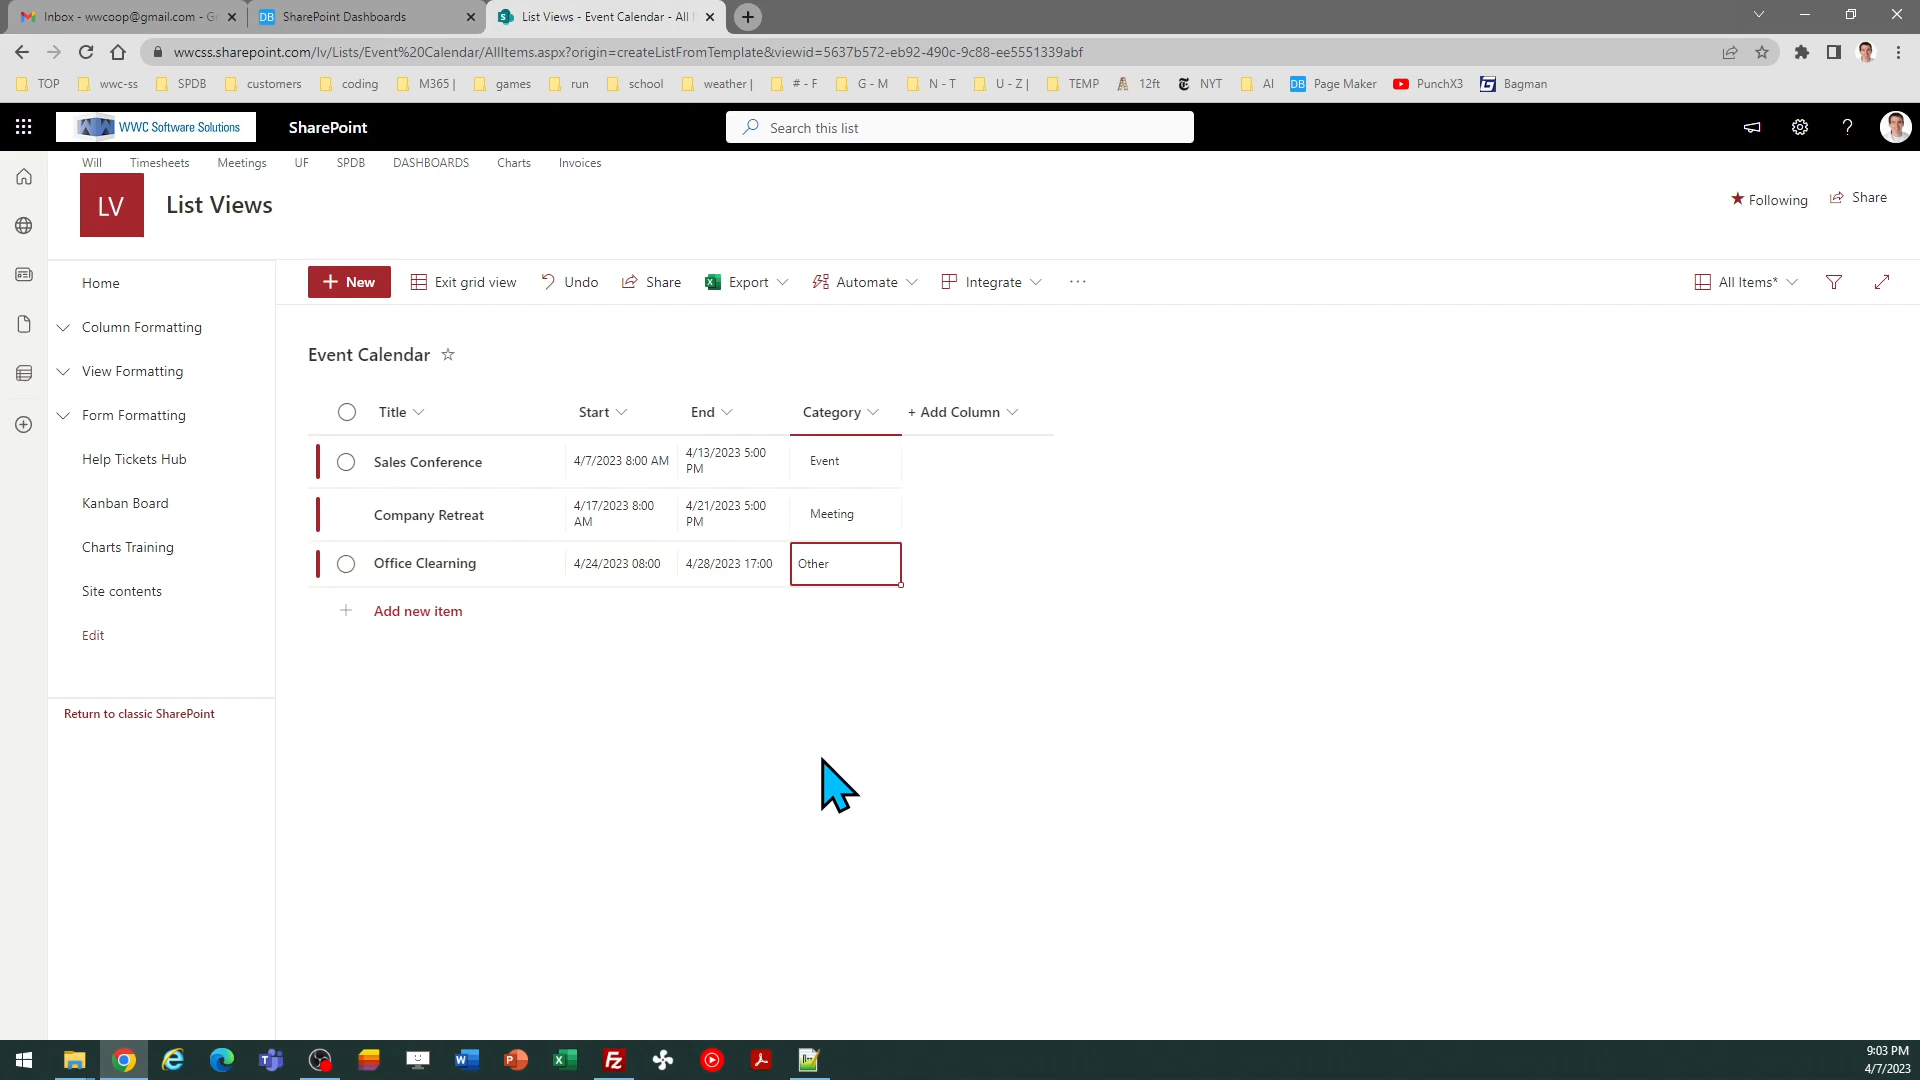 Inbox - wwcoop@gmail.com - G
SharePoint Dashboards
List Views - Event Calendar - All
wwcss.sharepoint.com/lv/Lists/Event%20Calendar/AllItems.aspx?origin=createListFromTemplate&viewid=5637b572-eb92-490c-9c88-ee5551339abf
TOP
wwc-ss
SPDB
customers
coding
M365 |
games
run
school
weather |
# - F
G - M
N - T
U - Z |
TEMP
12ft
NYT
AI
DB Page Maker
PunchX3
Bagman
WWC Software Solutions
SharePoint
Search this list
Will
Timesheets
Meetings
UF
SPDB
DASHBOARDS
Charts
Invoices
LV
List Views
Following
Share
Home
Column Formatting
View Formatting
Form Formatting
Help Tickets Hub
Kanban Board
Charts Training
Site contents
Edit
Return to classic SharePoint
New
Exit grid view
Undo
Share
Export
Automate
Integrate
All Items*
Event Calendar
Title
Start
End
Category
+ Add Column
Sales Conference
4/7/2023 8:00 AM
4/13/2023 5:00
PM
Event
Company Retreat
4/17/2023 8:00
AM
4/21/2023 5:00
PM
Meeting
Office Clearning
4/24/2023 08:00
4/28/2023 17:00
Other
Add new item
9:03 PM
4/7/2023